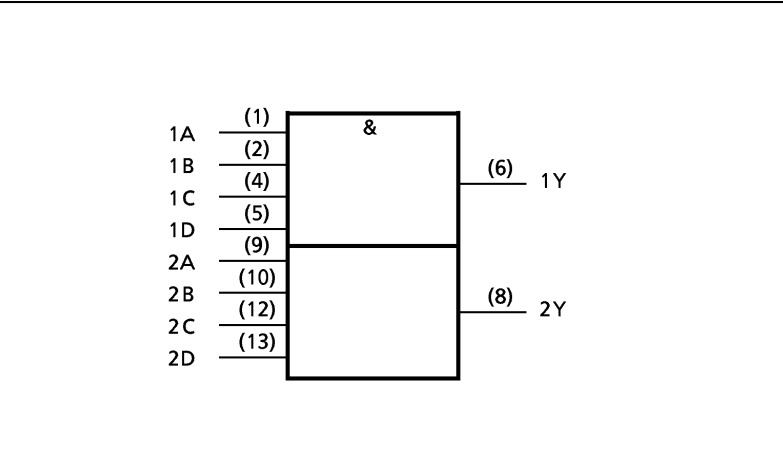 (1)
&
1A
(2)
1B
(6)
1Y
(4)
1C
(5)
1D
(9)
2A
(10)
2B
(8)
2Y
(12)
2C
(13)
2D